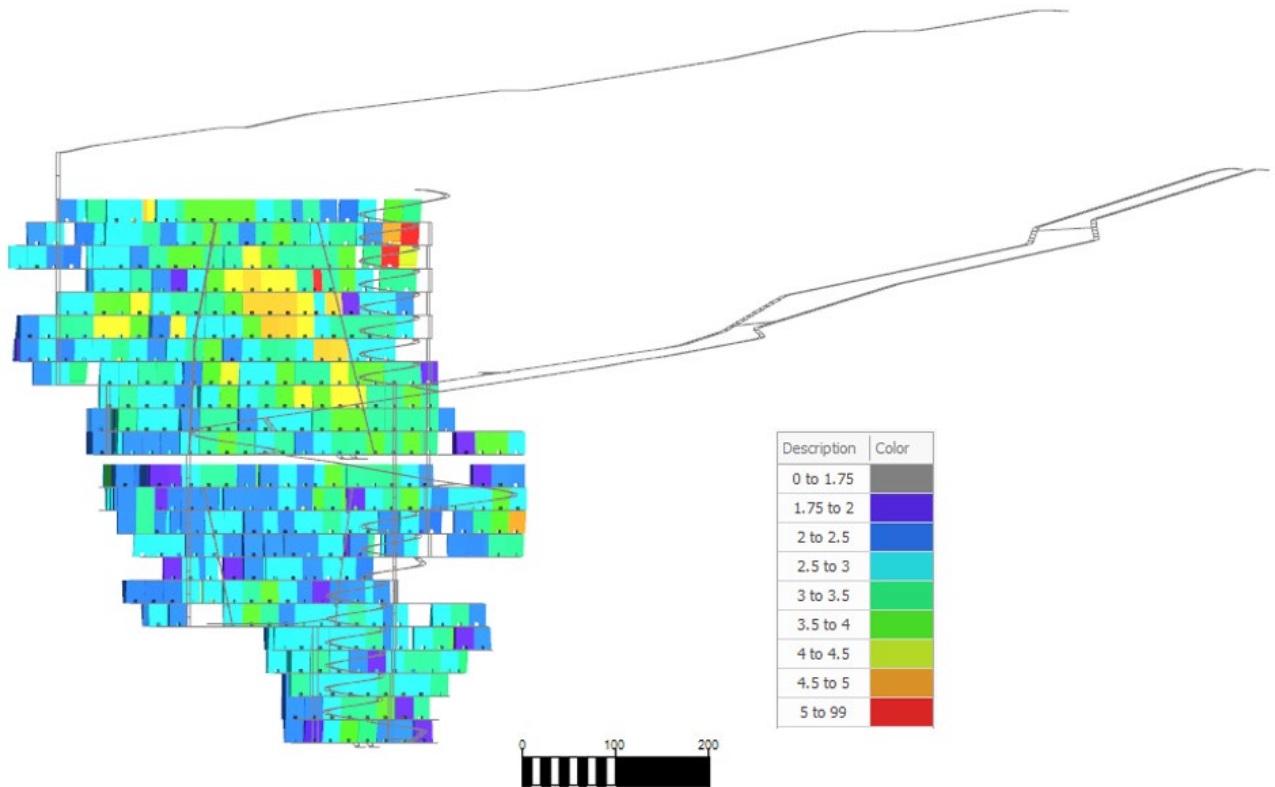 Description Color
0 to 1.75
1.75 to 2
2 to 2.5
2.5 to 3
3 to 3.5
3.5 to 4
4 to 4.5
4.5 to 5
5 to 99
0 100 200